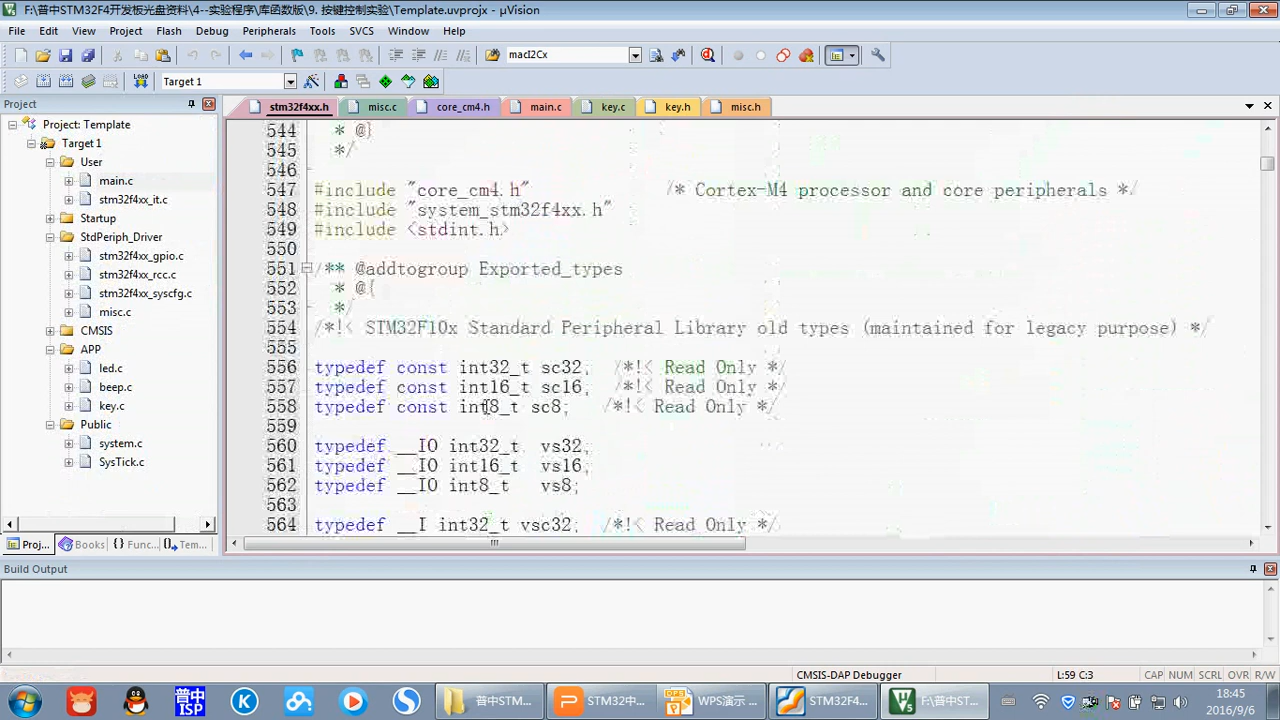 F:\普中STM32F4开发板光盘资料\4--实验程序\库函数版\9. 按键控制实验\Template.uvprojx - µVision
File Edit View Project Flash Debug Peripherals Tools SVCS Window Help
macI2Cx
LOAD Target 1
Project
stm32f4xx.h misc.c core_cm4.h main.c key.c key.h misc.h
Project: Template
Target 1
User
main.c
stm32f4xx_it.c
Startup
StdPeriph_Driver
stm32f4xx_gpio.c
stm32f4xx_rcc.c
stm32f4xx_syscfg.c
misc.c
CMSIS
APP
led.c
beep.c
key.c
Public
system.c
SysTick.c
544 * @}
545 */
546
547 #include "core_cm4.h" /* Cortex-M4 processor and core peripherals */
548 #include "system_stm32f4xx.h"
549 #include <stdint.h>
550
551 /** @addtogroup Exported_types
552 * @{
553 */
554 /*!< STM32F10x Standard Peripheral Library old types (maintained for legacy purpose) */
555
556 typedef const int32_t sc32; /*!< Read Only */
557 typedef const int16_t sc16; /*!< Read Only */
558 typedef const int8_t sc8; /*!< Read Only */
559
560 typedef __IO int32_t vs32;
561 typedef __IO int16_t vs16;
562 typedef __IO int8_t vs8;
563
564 typedef __I int32_t vsc32; /*!< Read Only */
Proj... Books {} Func... Tem...
Build Output
CMSIS-DAP Debugger L:59 C:3 CAP NUM SCRL OVR R/W
普中ISP 普中STM... STM32中... WPS演示 ... STM32F4... F:\普中ST...
18:45
2016/9/6